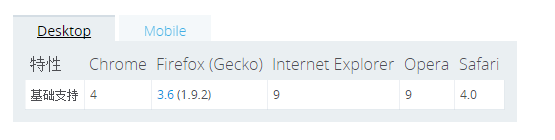 Desktop Mobile
特性 Chrome Firefox (Gecko) Internet Explorer Opera Safari
基础支持 4 3.6 (1.9.2) 9 9 4.0